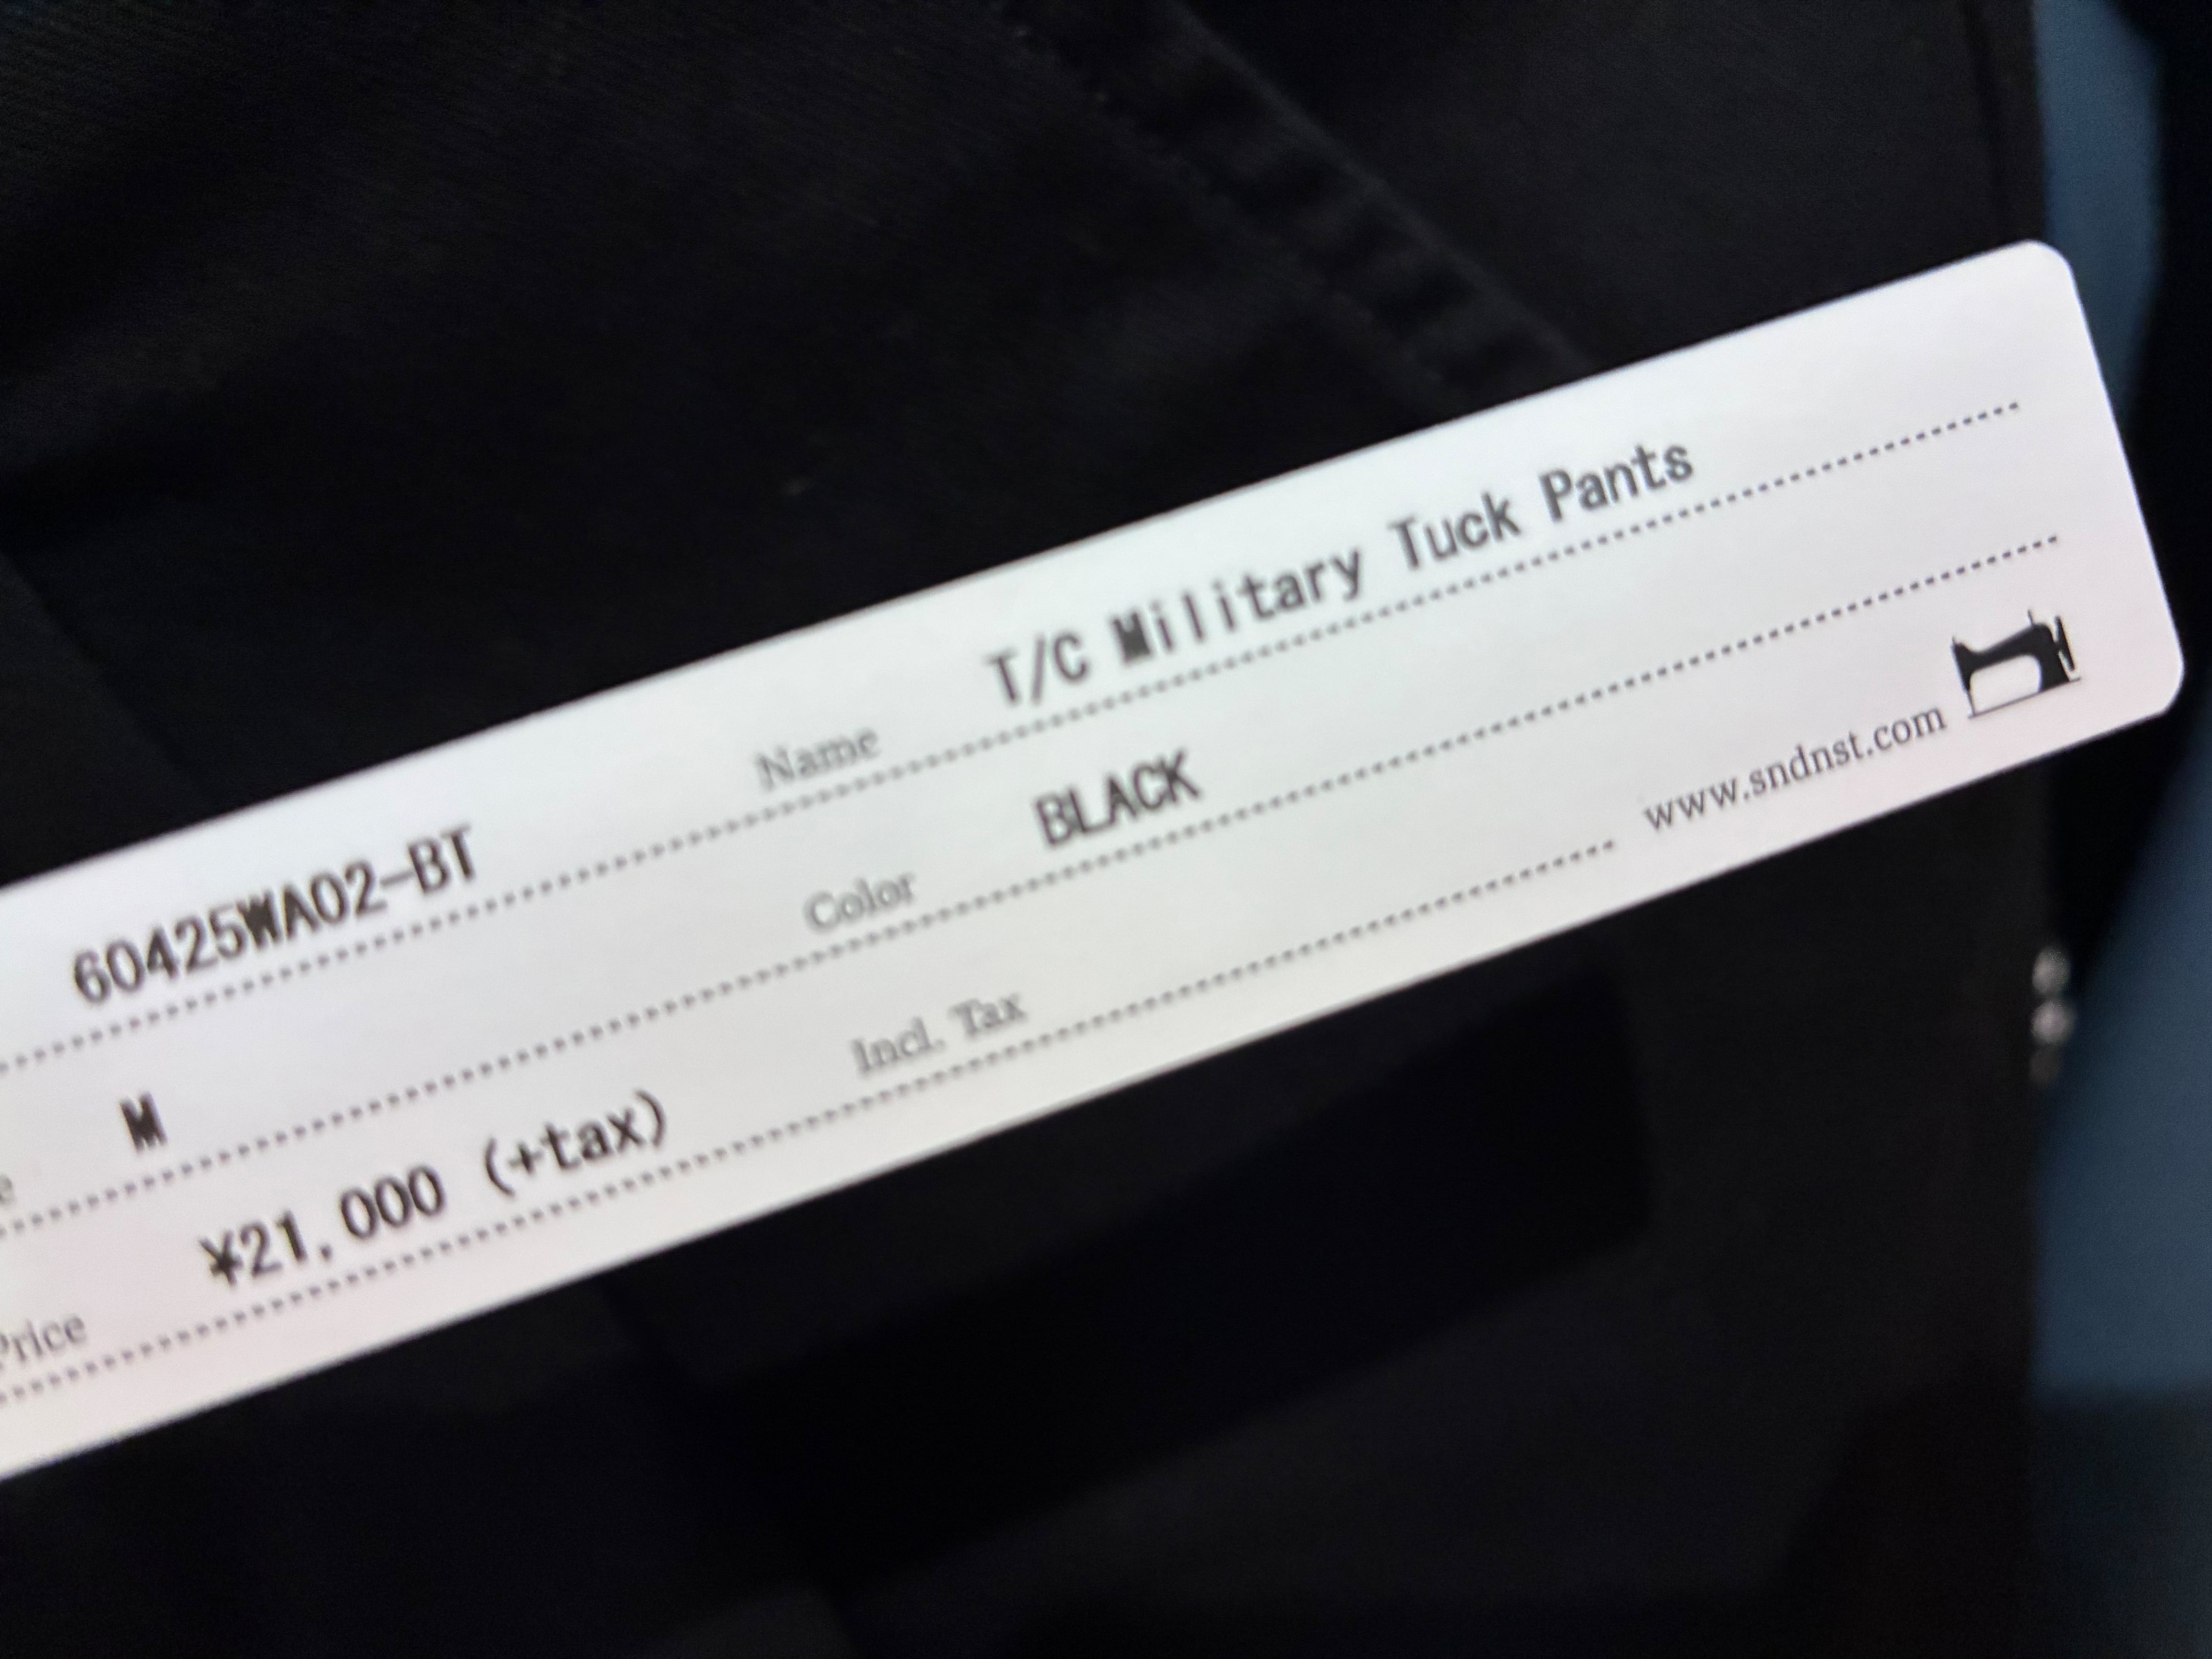 60425WA02-BT Name T/C Military Tuck Pants
M Color BLACK
Price ¥21,000 (+tax) Incl. Tax
www.sndnst.com